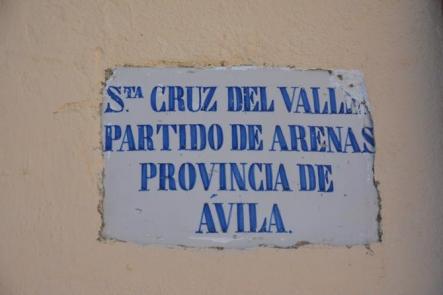 STA CRUZ DEL VALLE
PARTIDO DE ARENAS
PROVINCIA DE
ÁVILA.